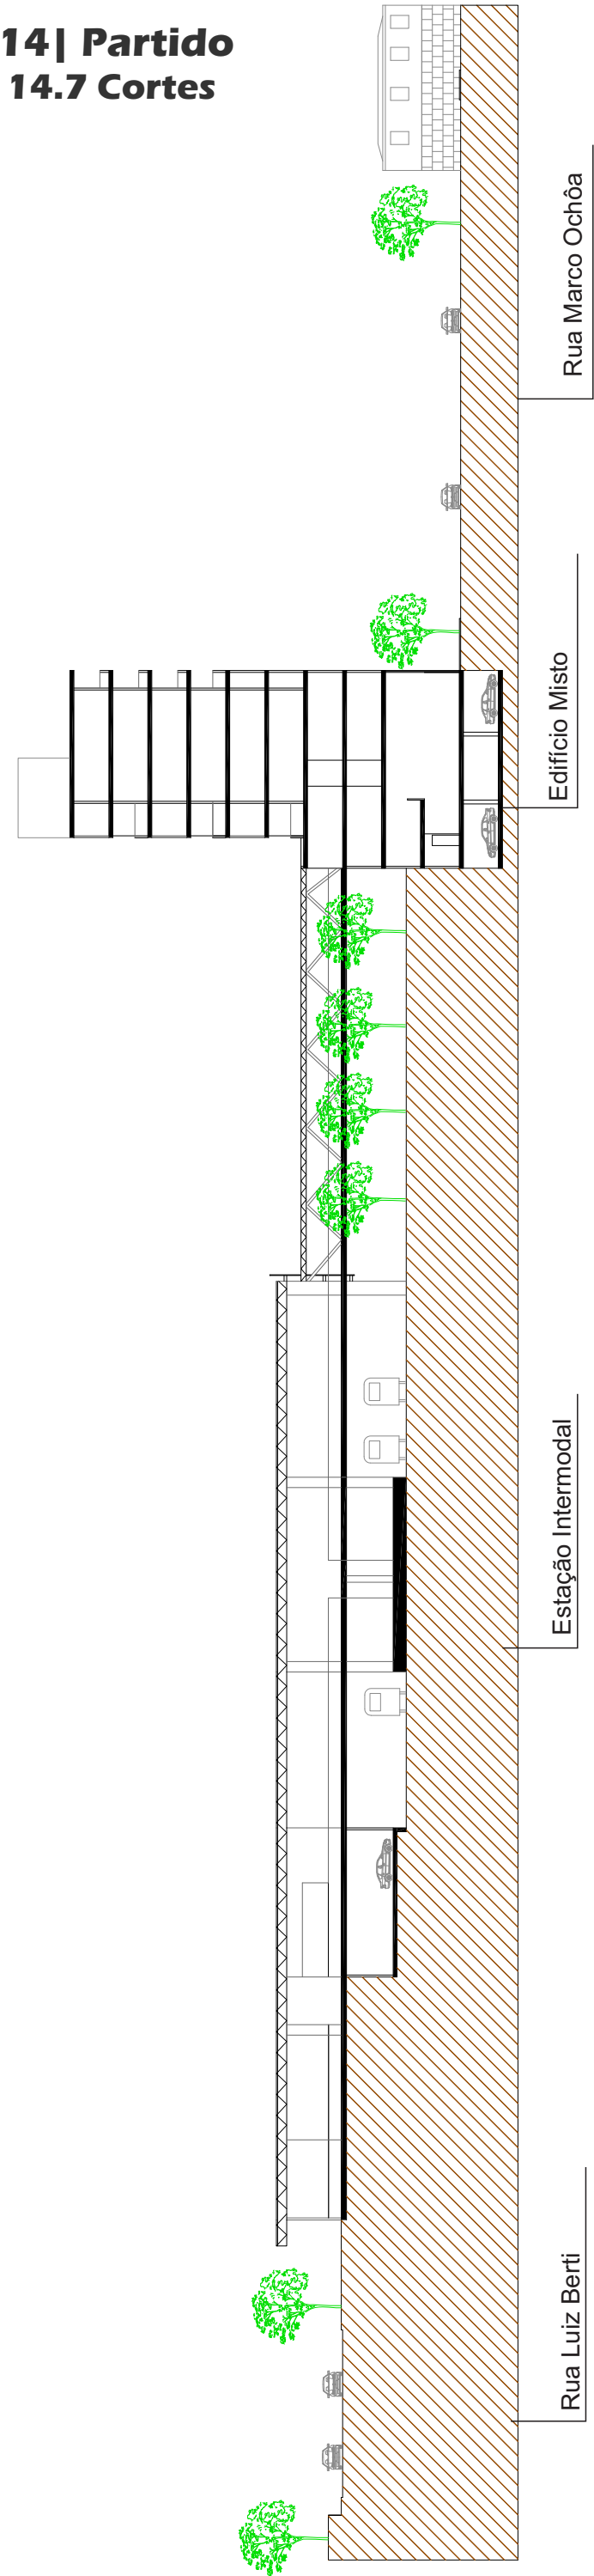 14| Partido
14.7 Cortes
Rua Luiz Berti
Estação Intermodal
Edifício Misto
Rua Marco Ochôa